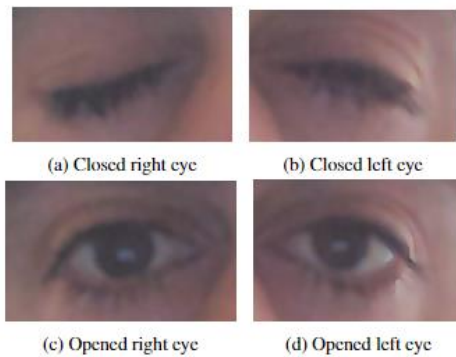 (a) Closed right eye
(b) Closed left eye
(c) Opened right eye
(d) Opened left eye